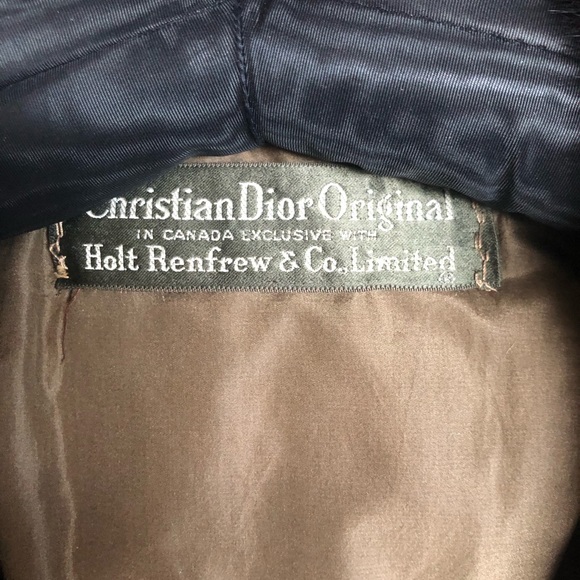 Christian Dior Original
IN CANADA EXCLUSIVE WITH
Holt Renfrew & Co., Limited